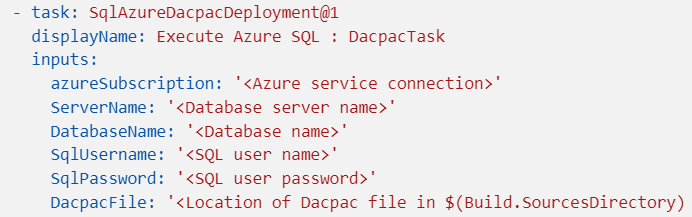 - task: SqlAzureDacpacDeployment@1
displayName: Execute Azure SQL : DacpacTask
inputs:
azureSubscription: '<Azure service connection>'
ServerName: '<Database server name>'
DatabaseName: '<Database name>'
SqlUsername: '<SQL user name>'
SqlPassword: '<SQL user password>'
DacpacFile: '<Location of Dacpac file in $(Build.SourcesDirectory)